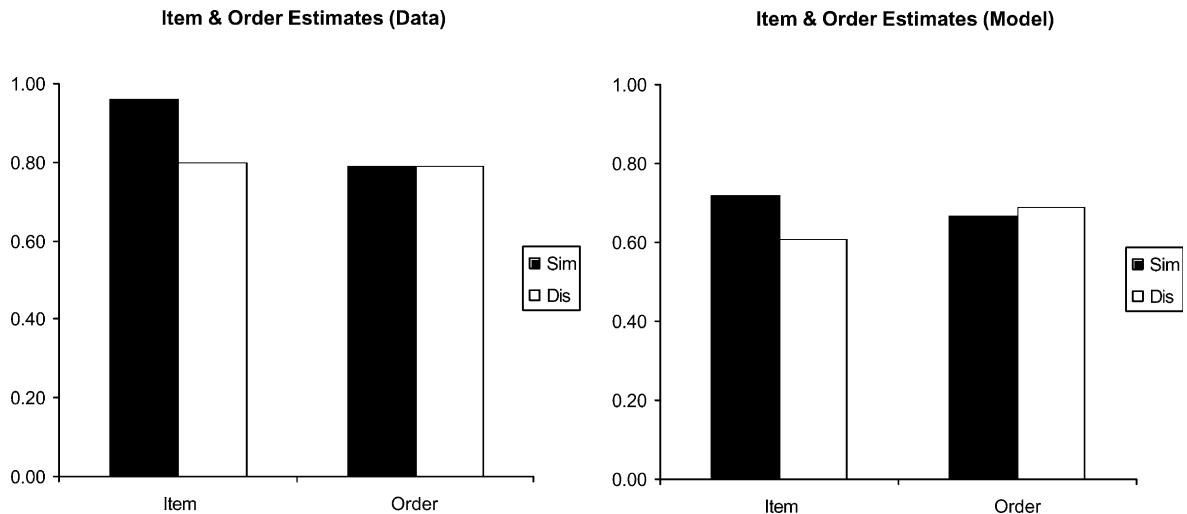 Item & Order Estimates (Data)
1.00
0.80
0.60
0.40
0.20
0.00
Item
Order
Sim
Dis
Item & Order Estimates (Model)
1.00
0.80
0.60
0.40
0.20
0.00
Item
Order
Sim
Dis